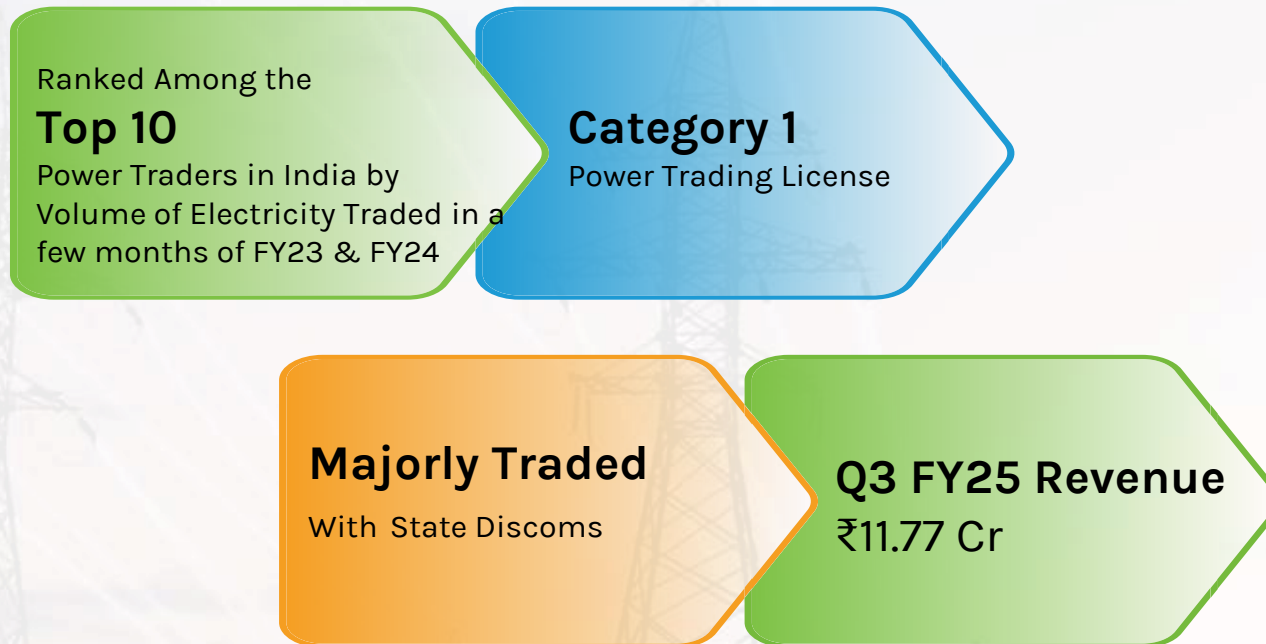 Ranked Among the
Top 10
Power Traders in India by
Volume of Electricity Traded in a
few months of FY23 & FY24
Category 1
Power Trading License
Majorly Traded
With State Discoms
Q3 FY25 Revenue
₹11.77 Cr